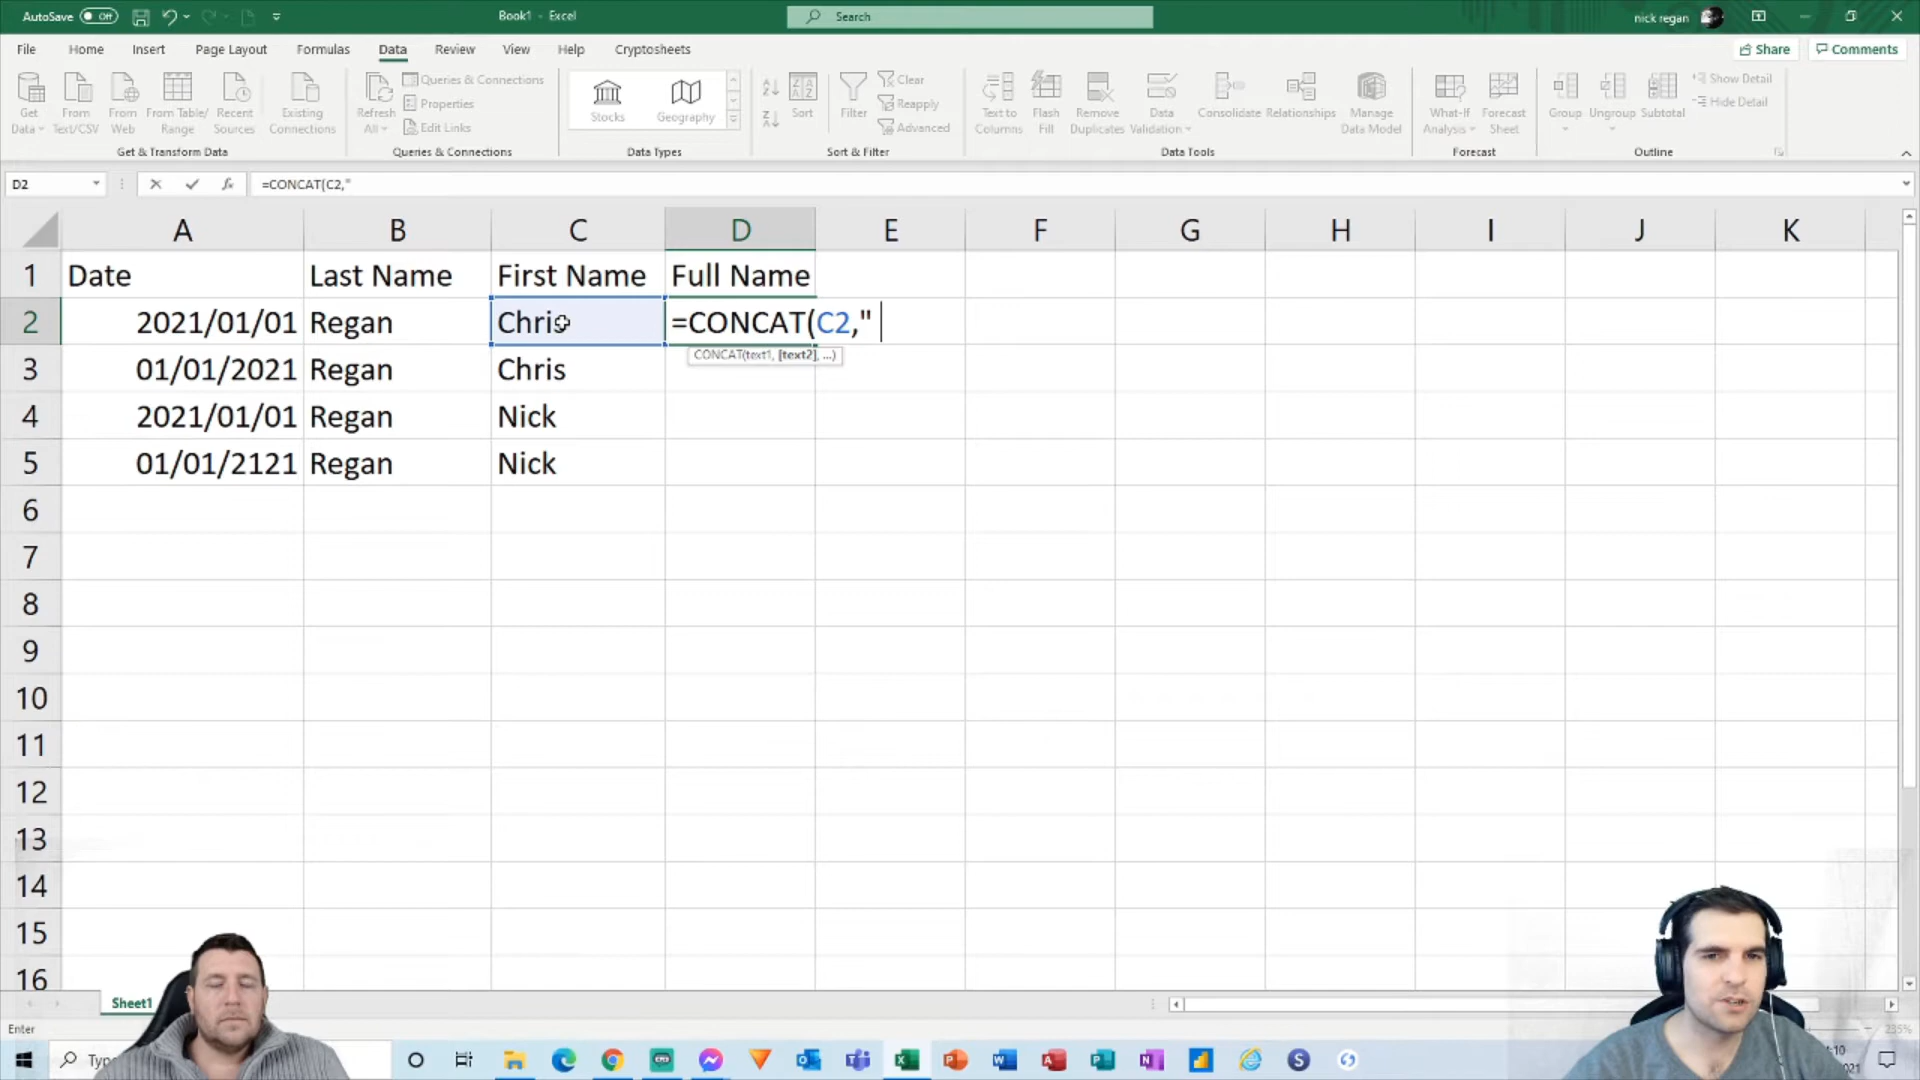 AutoSave Off Book1 - Excel Search nick regan
File Home Insert Page Layout Formulas Data Review View Help Cryptosheets Share Comments
Get Data From Text/CSV From Web From Table/Range Recent Sources Existing Connections
Get & Transform Data
Refresh All Queries & Connections
Properties
Edit Links
Queries & Connections
Stocks Geography
Data Types
Sort Filter Clear
Reapply
Advanced
Sort & Filter
Text to Columns Flash Fill Remove Duplicates Data Validation Consolidate Relationships Manage Data Model
Data Tools
What-If Analysis Forecast Sheet
Forecast
Group Ungroup Subtotal Show Detail
Hide Detail
Outline
D2 fx =CONCAT(C2,"
A B C D E F G H I J K
1 Date Last Name First Name Full Name
2 2021/01/01 Regan Chris =CONCAT(C2,"
CONCAT(text1, [text2], ...)
3 01/01/2021 Regan Chris
4 2021/01/01 Regan Nick
5 01/01/2121 Regan Nick
6
7
8
9
10
11
12
13
14
15
16
Sheet1
Enter 235%